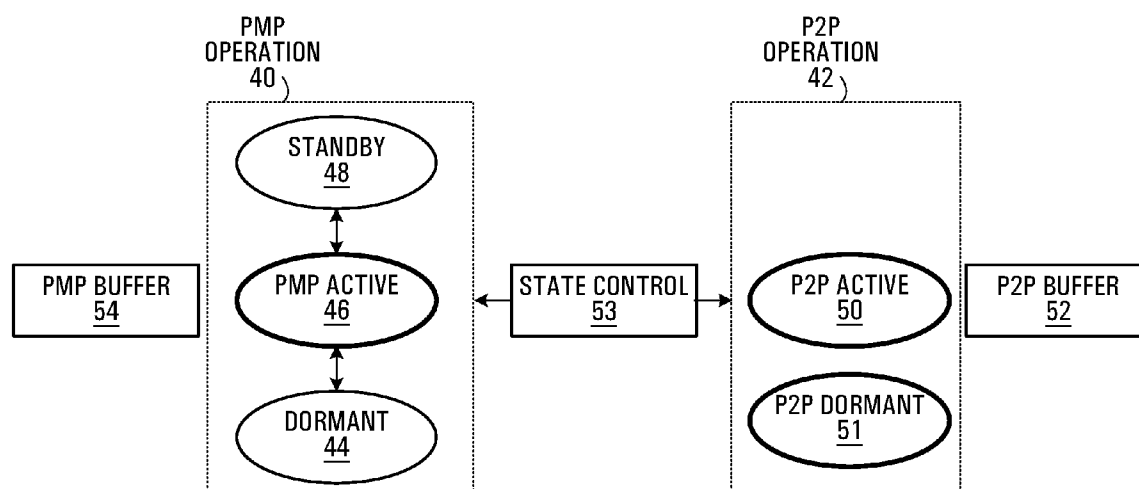 PMP
OPERATION
40
P2P
OPERATION
42
STANDBY
48
PMP BUFFER
54
PMP ACTIVE
46
STATE CONTROL
53
P2P ACTIVE
50
P2P BUFFER
52
DORMANT
44
P2P DORMANT
51